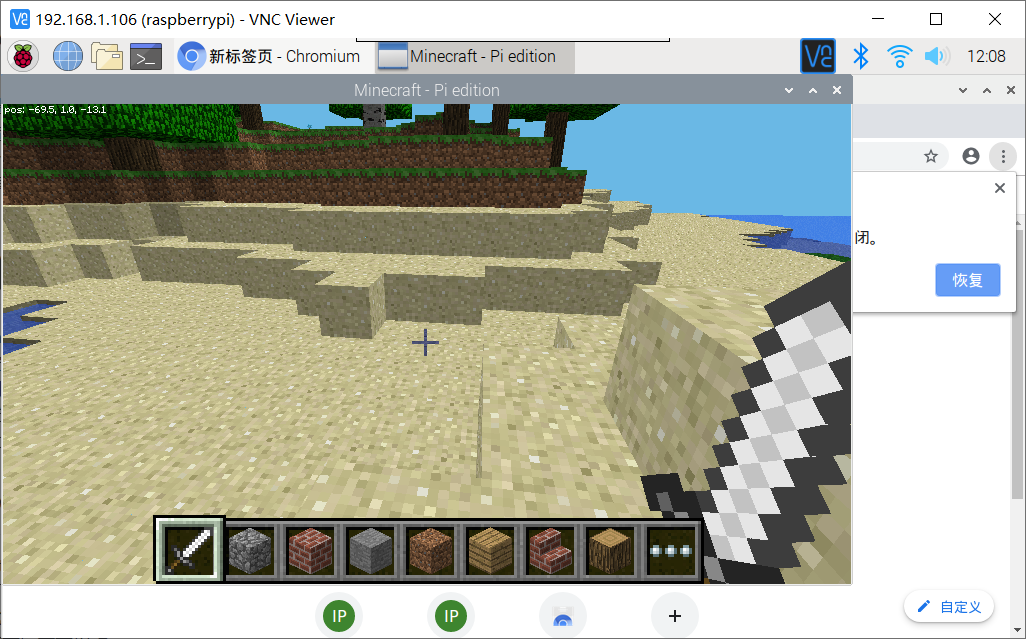 192.168.1.106 (raspberrypi) - VNC Viewer
新标签页 - Chromium
Minecraft - Pi edition
12:08
Minecraft - Pi edition
pos: -69.5, 1.0, -13.1
闭。
恢复
IP
IP
自定义